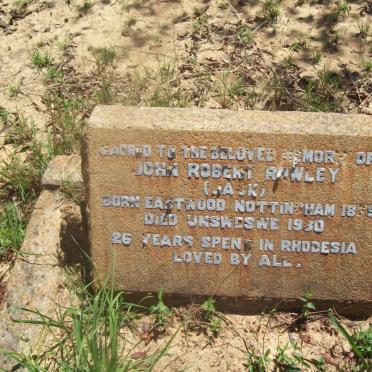 SACRED TO THE BELOVED MEMORY OF
JOHN ROBERT RAWLEY
(JACK)
BORN EASTWOOD NOTTINGHAM
DIED UMSWESWE 1930
26 YEARS SPENT IN RHODESIA
LOVED BY ALL.